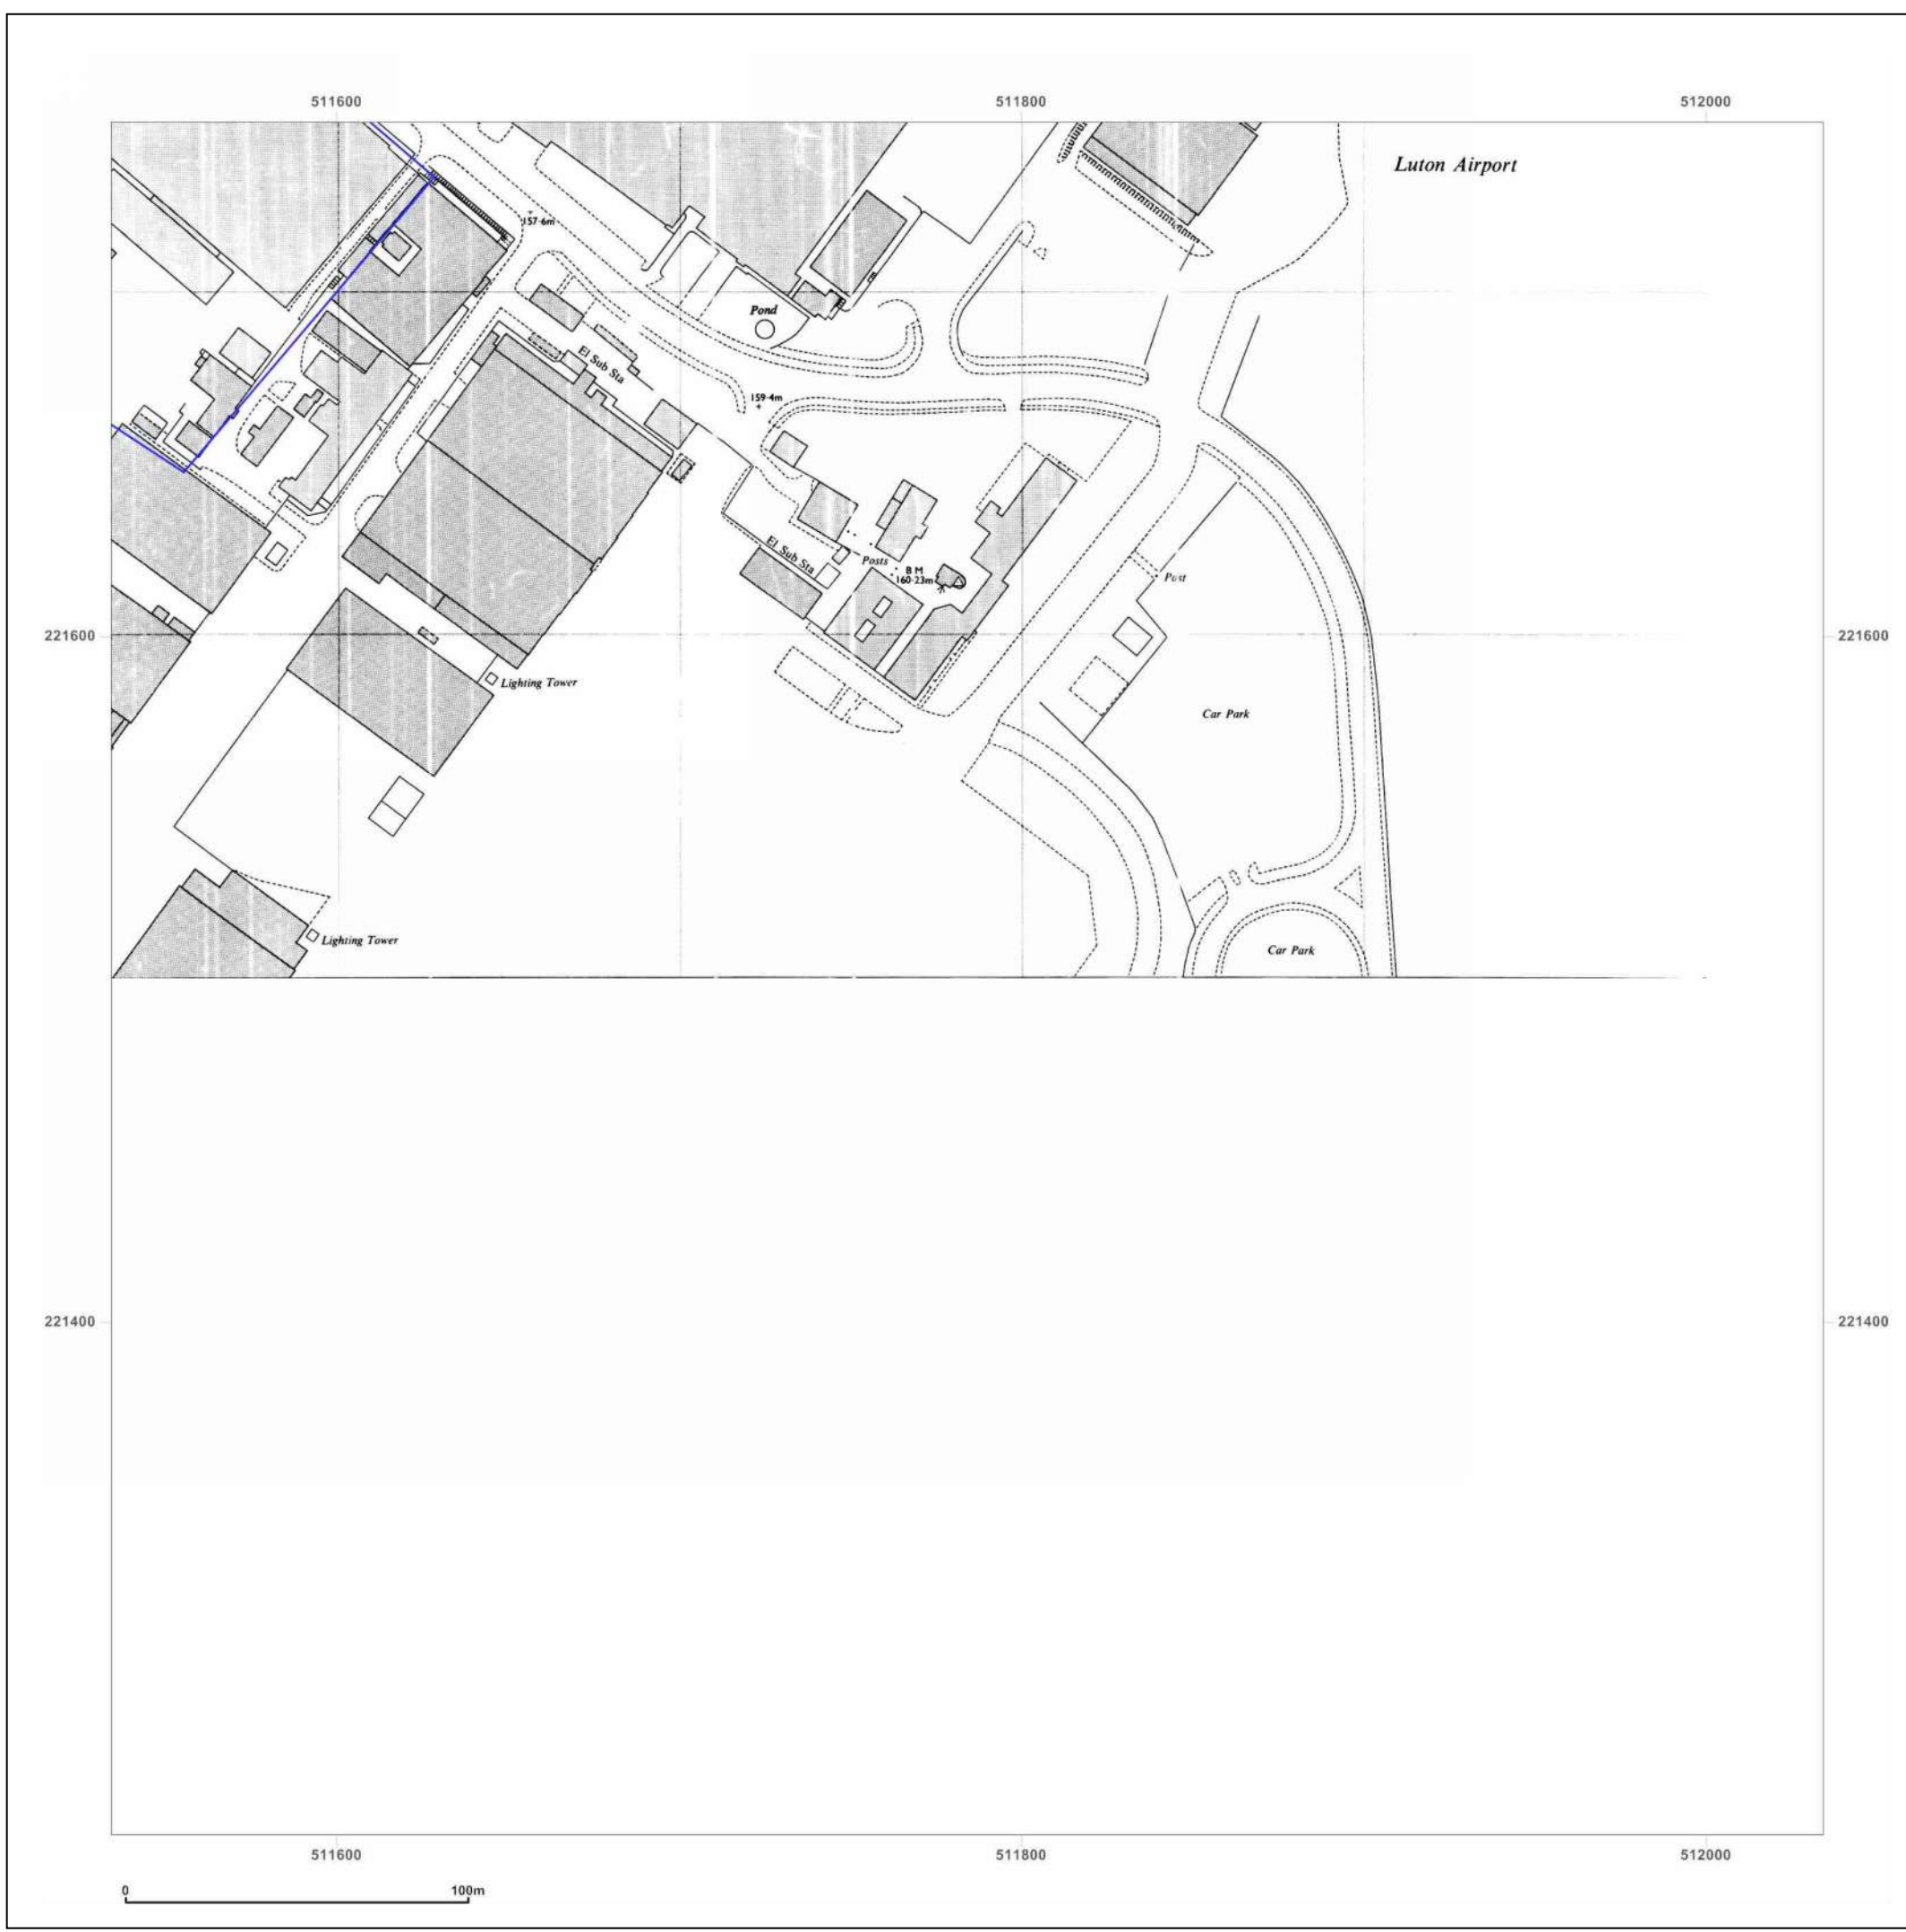 511600
511800
512000
Luton Airport
157·6m
Pond
El Sub Sta
159·4m
El Sub Sta
Posts
B M
160·23m
Post
221600
221600
Lighting Tower
Car Park
Lighting Tower
Car Park
221400
221400
511600
511800
512000
0
100m